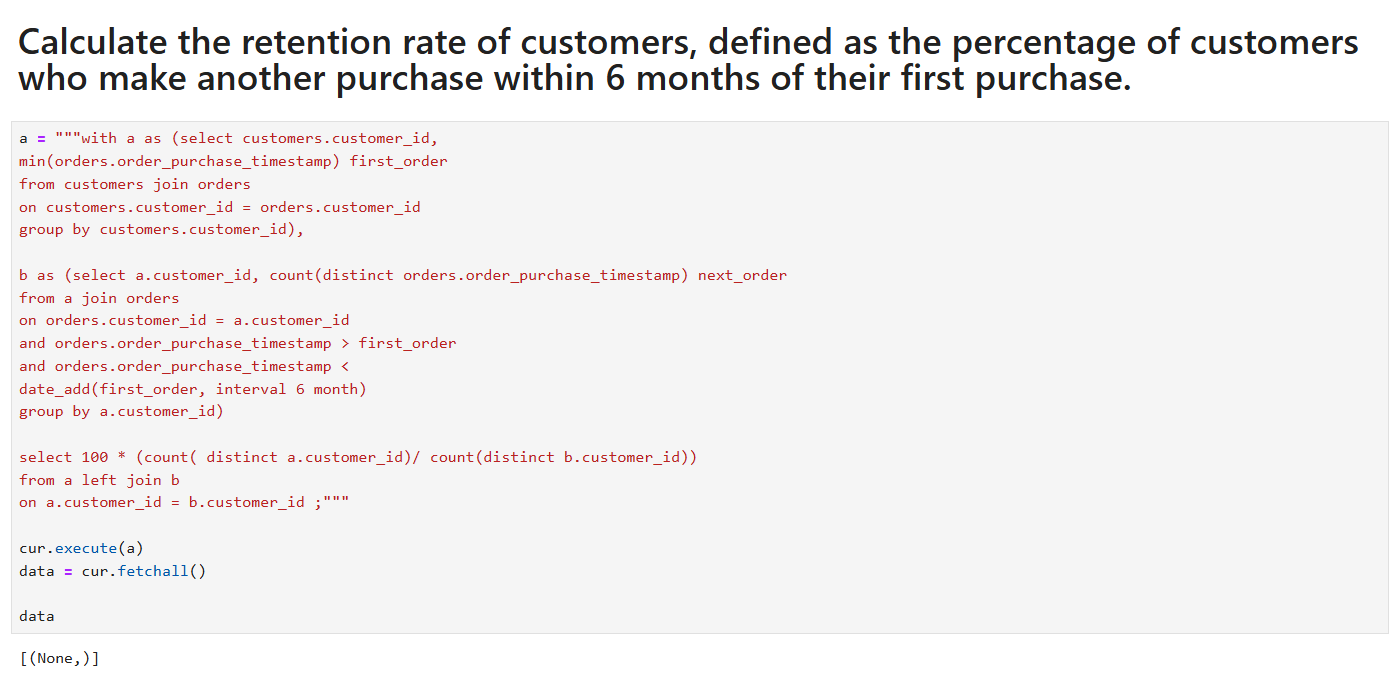 Calculate the retention rate of customers, defined as the percentage of customers
who make another purchase within 6 months of their first purchase.
a = """with a as (select customers.customer_id,
min(orders.order_purchase_timestamp) first_order
from customers join orders
on customers.customer_id = orders.customer_id
group by customers.customer_id),
b as (select a.customer_id, count(distinct orders.order_purchase_timestamp) next_order
from a join orders
on orders.customer_id = a.customer_id
and orders.order_purchase_timestamp > first_order
and orders.order_purchase_timestamp <
date_add(first_order, interval 6 month)
group by a.customer_id)
select 100 * (count( distinct a.customer_id)/ count(distinct b.customer_id))
from a left join b
on a.customer_id = b.customer_id ;"""
cur.execute(a)
data = cur.fetchall()
data
[(None,)]